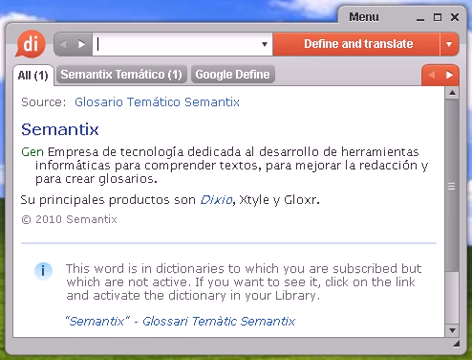 Menu
di
Define and translate
All (1) Semantix Temático (1) Google Define
Source: Glosario Temático Semantix
Semantix
Gen Empresa de tecnología dedicada al desarrollo de herramientas
informáticas para comprender textos, para mejorar la redacción y
para crear glosarios.
Su principales producto son Dixio, Xtyle y Gloxr.
© 2010 Semantix
i
This word is in dictionaries to which you are subscribed but
which are not active. If you want to see it, click on the link
and activate the dictionary in your Library.
"Semantix" - Glossari Temàtic Semantix